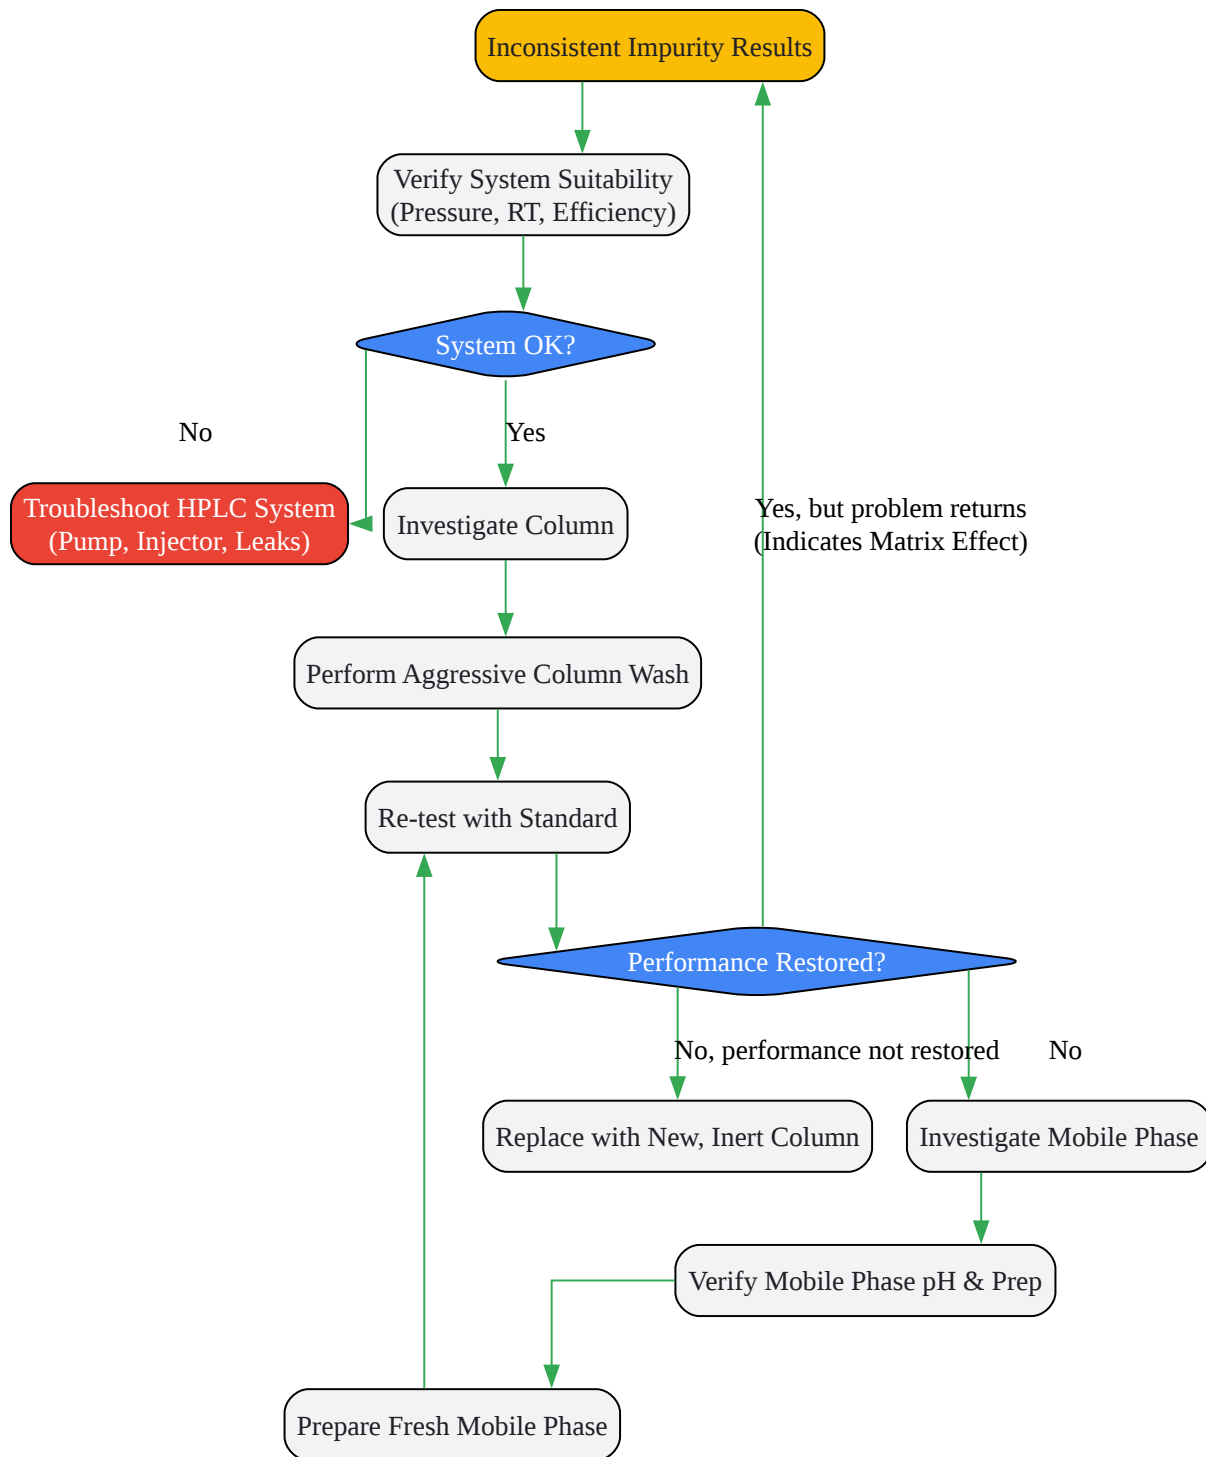 Inconsistent Impurity Results
Verify System Suitability
(Pressure, RT, Efficiency)
System OK?
No
Yes
Troubleshoot HPLC System
(Pump, Injector, Leaks)
Investigate Column
Yes, but problem returns
(Indicates Matrix Effect)
Perform Aggressive Column Wash
Re-test with Standard
Performance Restored?
No, performance not restored
No
Replace with New, Inert Column
Investigate Mobile Phase
Verify Mobile Phase pH & Prep
Prepare Fresh Mobile Phase